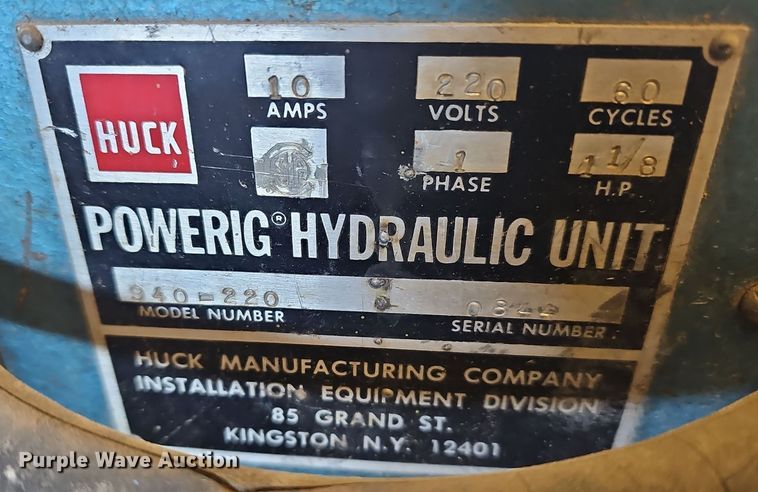 HUCK
10 220 60
AMPS VOLTS CYCLES
1 1 1/8
PHASE H.P.
POWERIG® HYDRAULIC UNIT
940-220
MODEL NUMBER SERIAL NUMBER
HUCK MANUFACTURING COMPANY
INSTALLATION EQUIPMENT DIVISION
85 GRAND ST.
KINGSTON N.Y. 12401
Purple Wave Auction